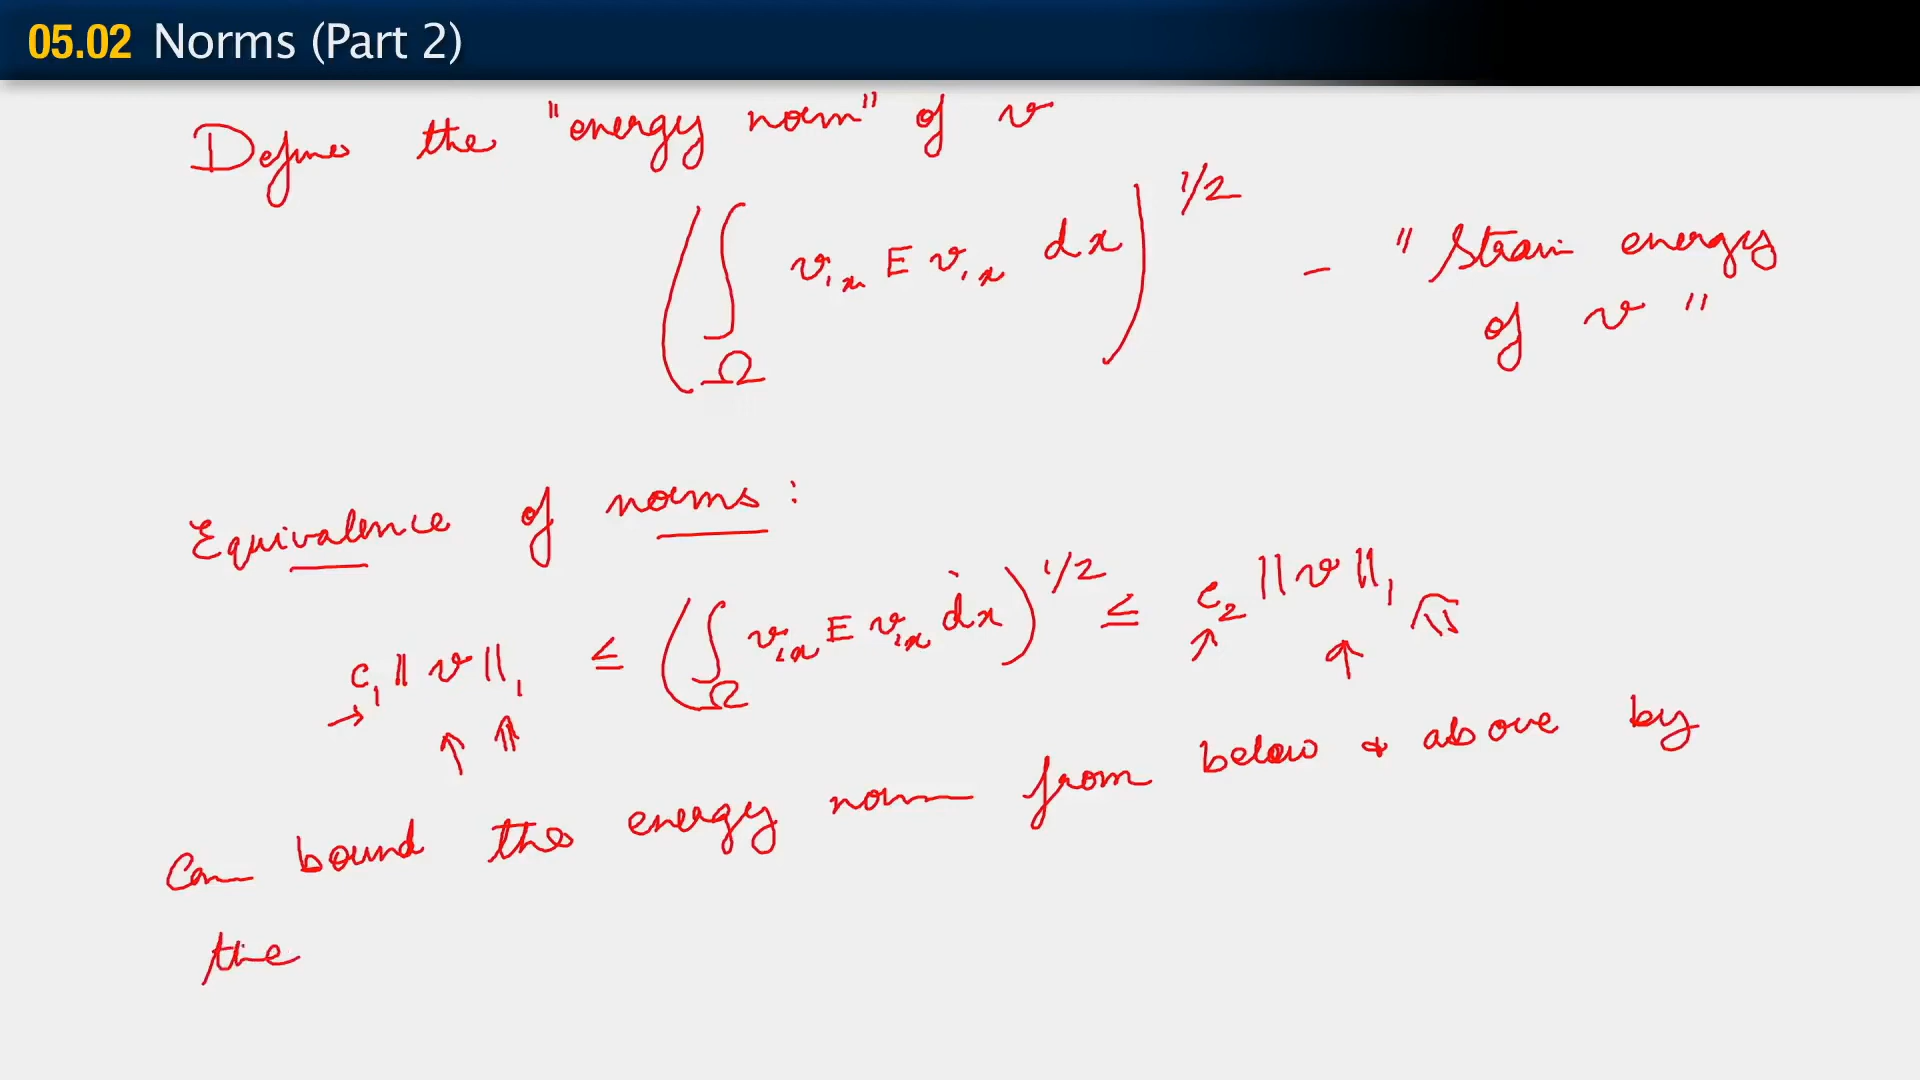 05.02 Norms (Part 2)
Define the "energy norm" of v
(∫_Ω v,x E v,x dx)^1/2 - "Strain energy
of v"
Equivalence of norms:
c₁‖v‖₁ ≤ (∫_Ω v,x E v,x dx)^1/2 ≤ c₂‖v‖₁
Can bound the energy norm from below & above by
the